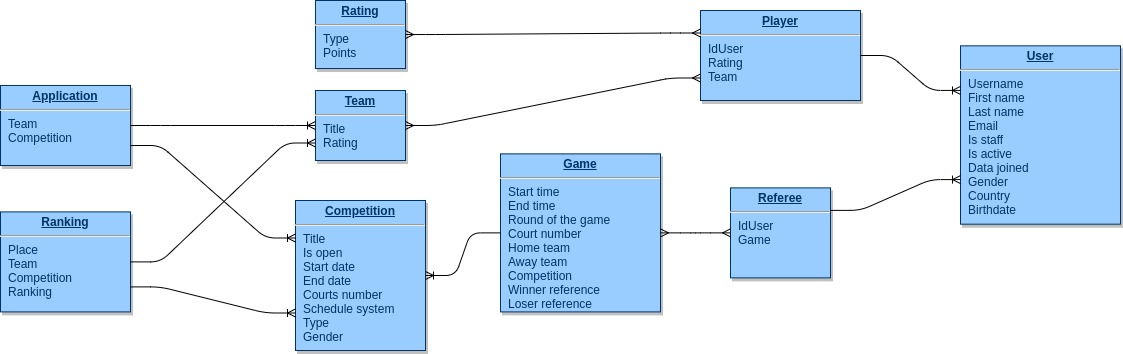 Rating
Type
Points
Player
IdUser
Rating
Team
User
Username
First name
Last name
Email
Is staff
Is active
Data joined
Gender
Country
Birthdate
Application
Team
Competition
Team
Title
Rating
Game
Start time
End time
Round of the game
Court number
Home team
Away team
Competition
Winner reference
Loser reference
Referee
IdUser
Game
Ranking
Place
Team
Competition
Ranking
Competition
Title
Is open
Start date
End date
Courts number
Schedule system
Type
Gender